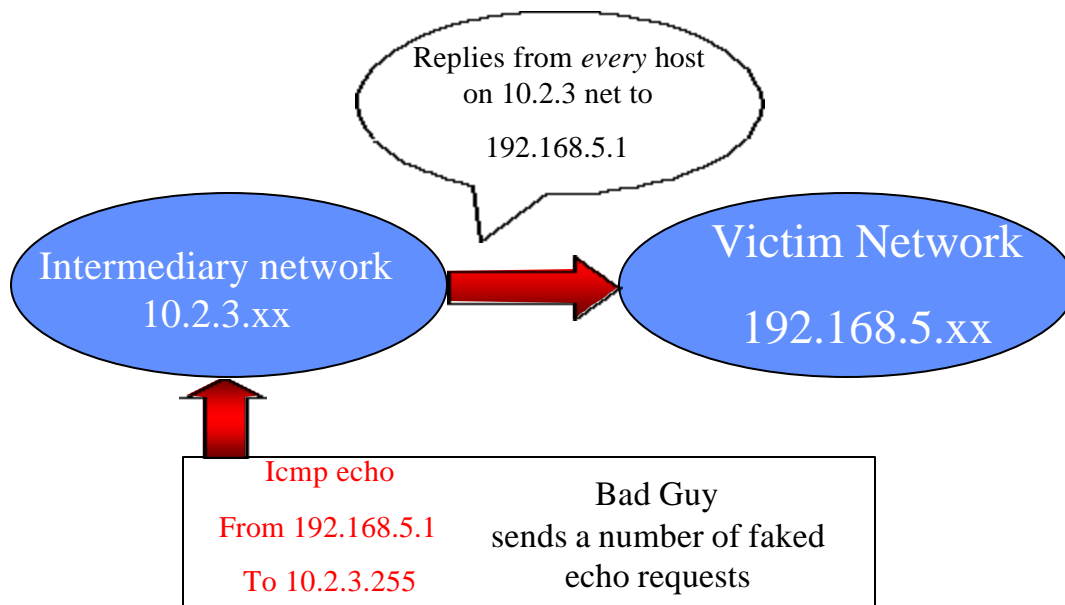 Replies from every host
on 10.2.3 net to
192.168.5.1
Intermediary network
10.2.3.xx
Victim Network
192.168.5.xx
Icmp echo
From 192.168.5.1
To 10.2.3.255
Bad Guy
sends a number of faked
echo requests